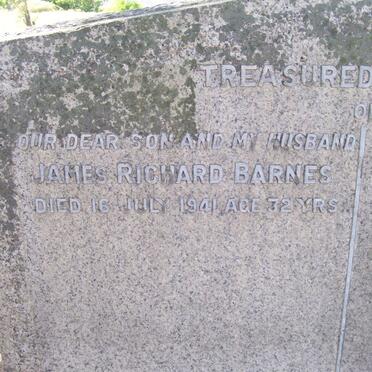 TREASURED
O
OUR DEAR SON AND MY HUSBAND
JAMES RICHARD BARNES
DIED 16 JULY 1941, AGE 32 YRS.